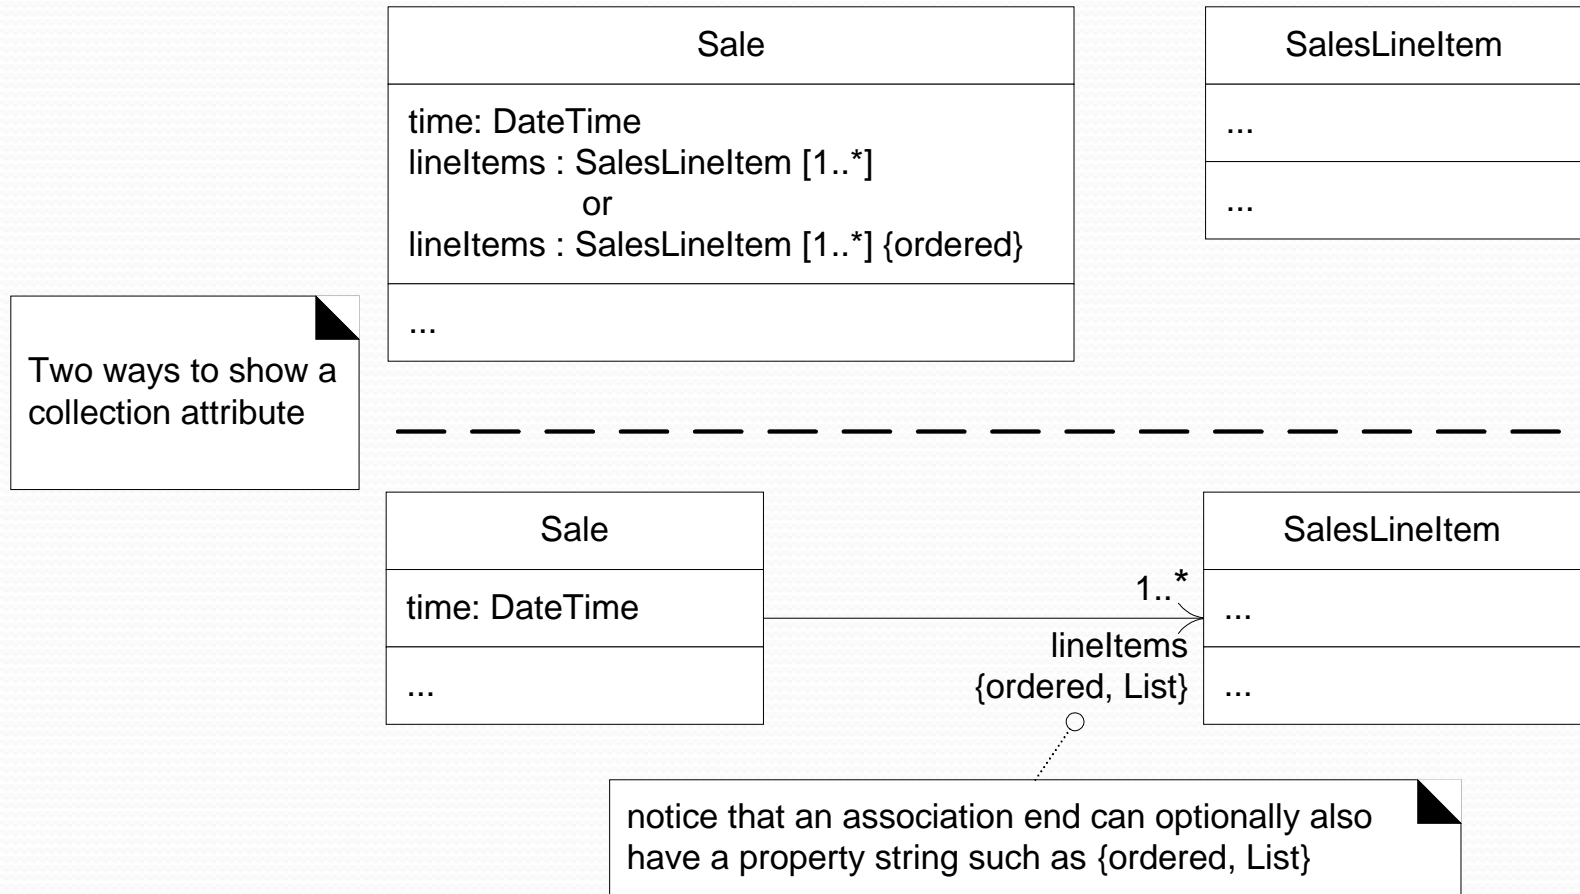 Sale
time: DateTime
lineItems : SalesLineItem [1..*]
or
lineItems : SalesLineItem [1..*] {ordered}
...
SalesLineItem
...
...
Two ways to show a
collection attribute
Sale
time: DateTime
...
1..*
lineItems
{ordered, List}
SalesLineItem
...
...
notice that an association end can optionally also
have a property string such as {ordered, List}